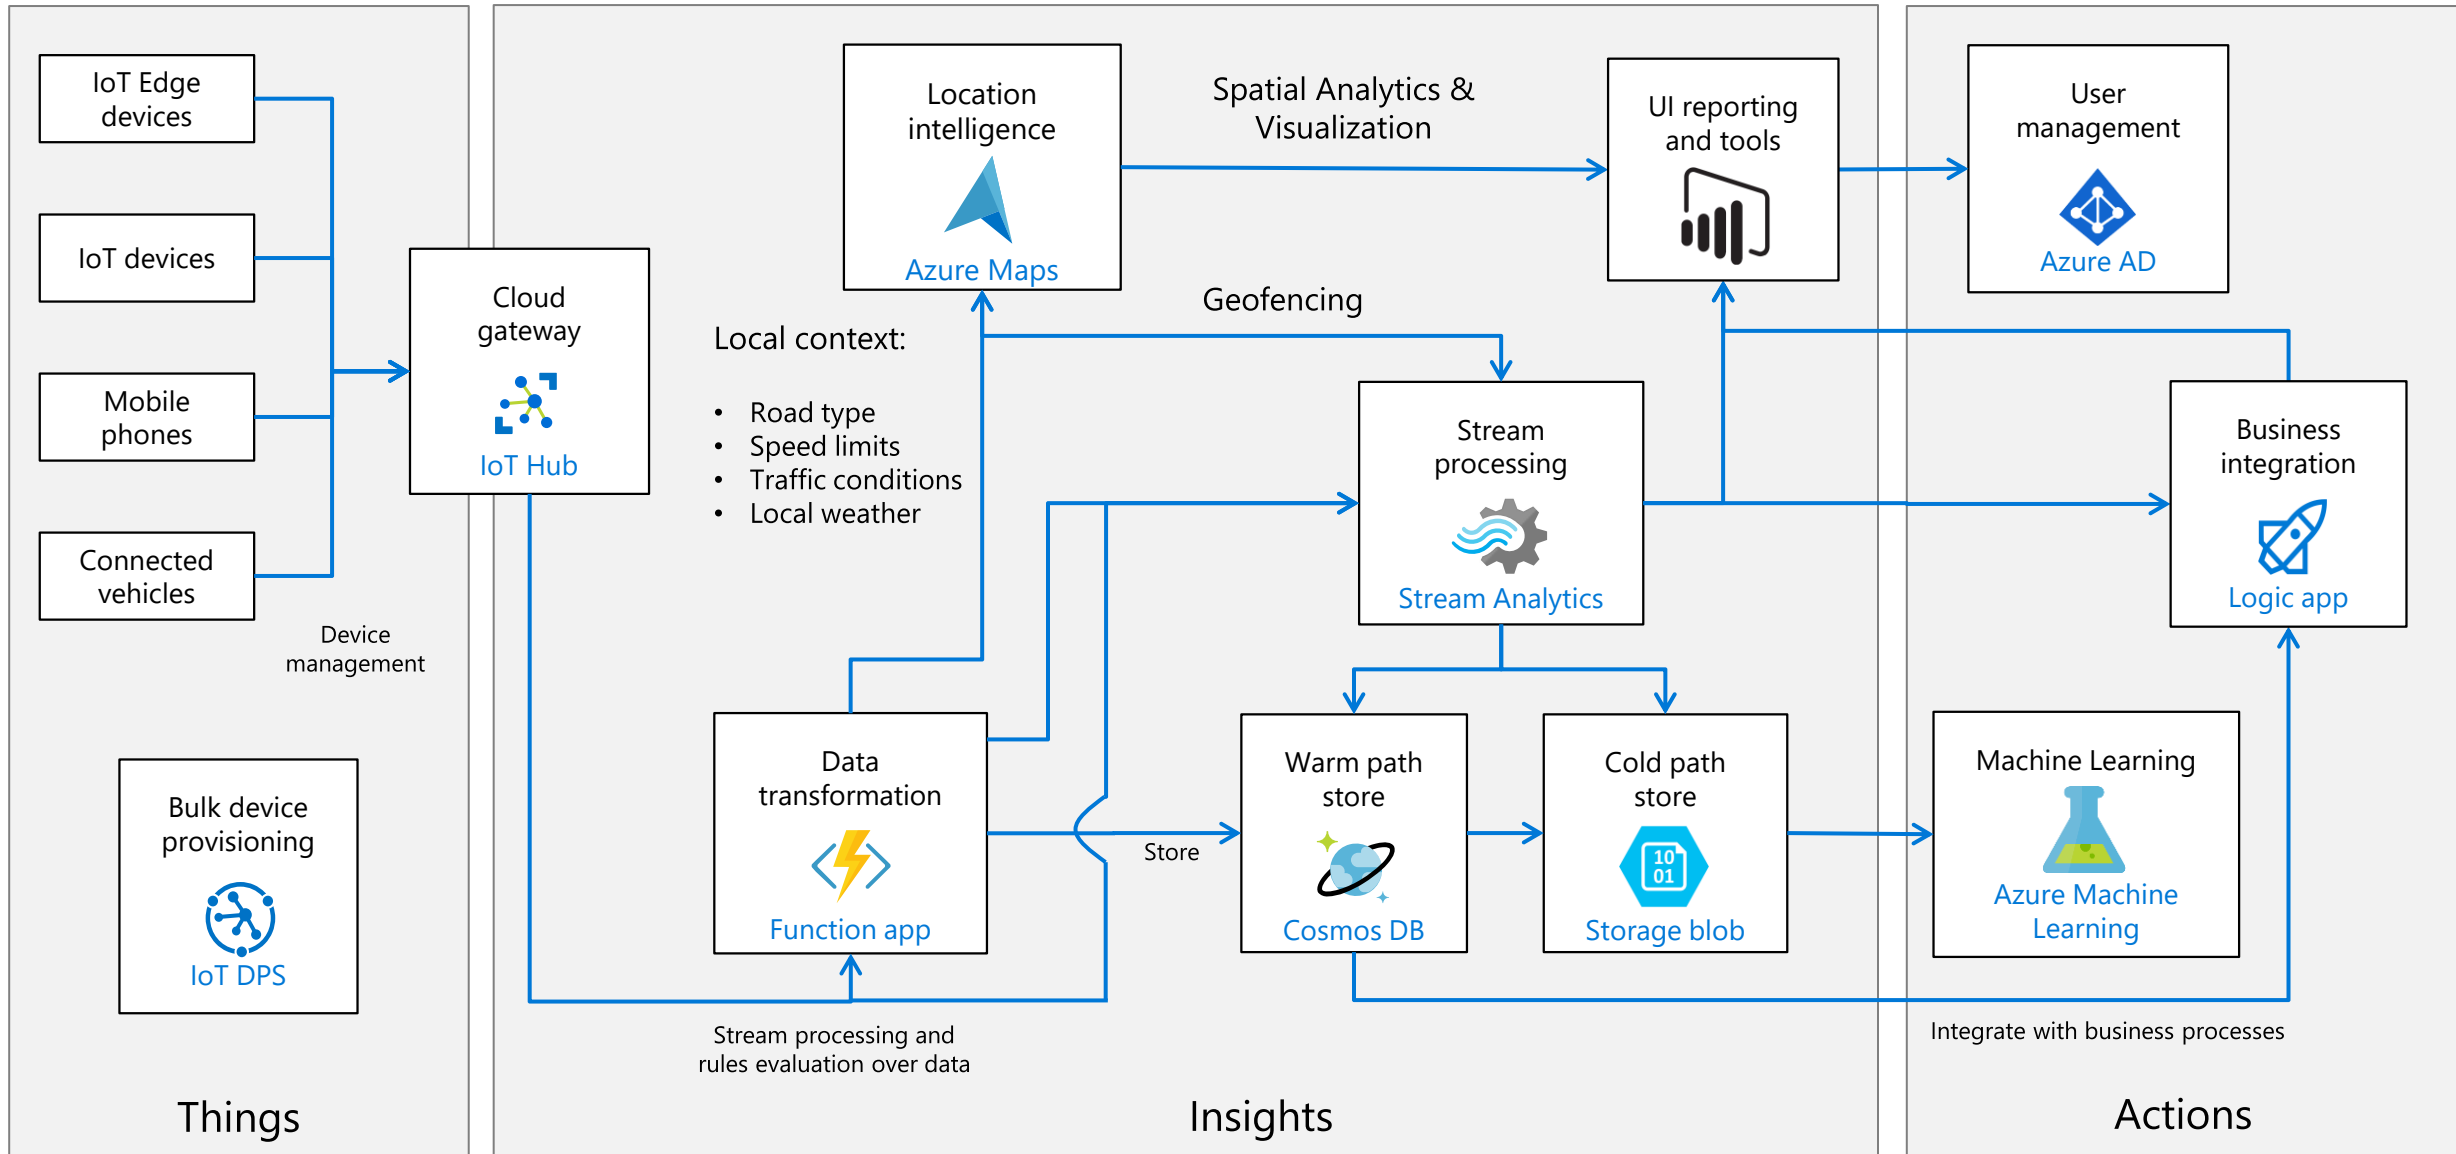 IoT Edge
devices
IoT devices
Mobile
phones
Connected
vehicles
Device
management
Bulk device
provisioning
IoT DPS
Things
Cloud
gateway
IoT Hub
Location
intelligence
Azure Maps
Spatial Analytics &
Visualization
UI reporting
and tools
Geofencing
Local context:
• Road type
• Speed limits
• Traffic conditions
• Local weather
Stream
processing
Stream Analytics
Data
transformation
Function app
Store
Warm path
store
Cosmos DB
Cold path
store
10
01
Storage blob
Stream processing and
rules evaluation over data
Insights
User
management
Azure AD
Business
integration
Logic app
Machine Learning
Azure Machine
Learning
Integrate with business processes
Actions